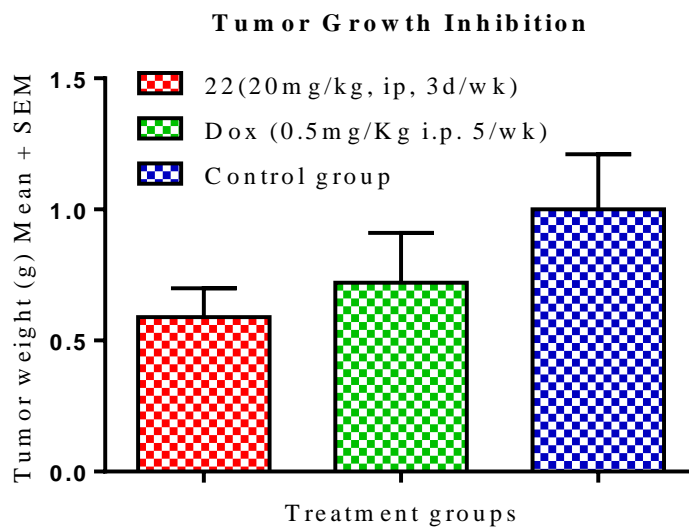 Tumor Growth Inhibition
Tumor weight (g) Mean + SEM
1.5
1.0
0.5
0.0
22(20mg/kg, ip, 3d/wk)
Dox (0.5mg/Kg i.p. 5/wk)
Control group
Treatment groups